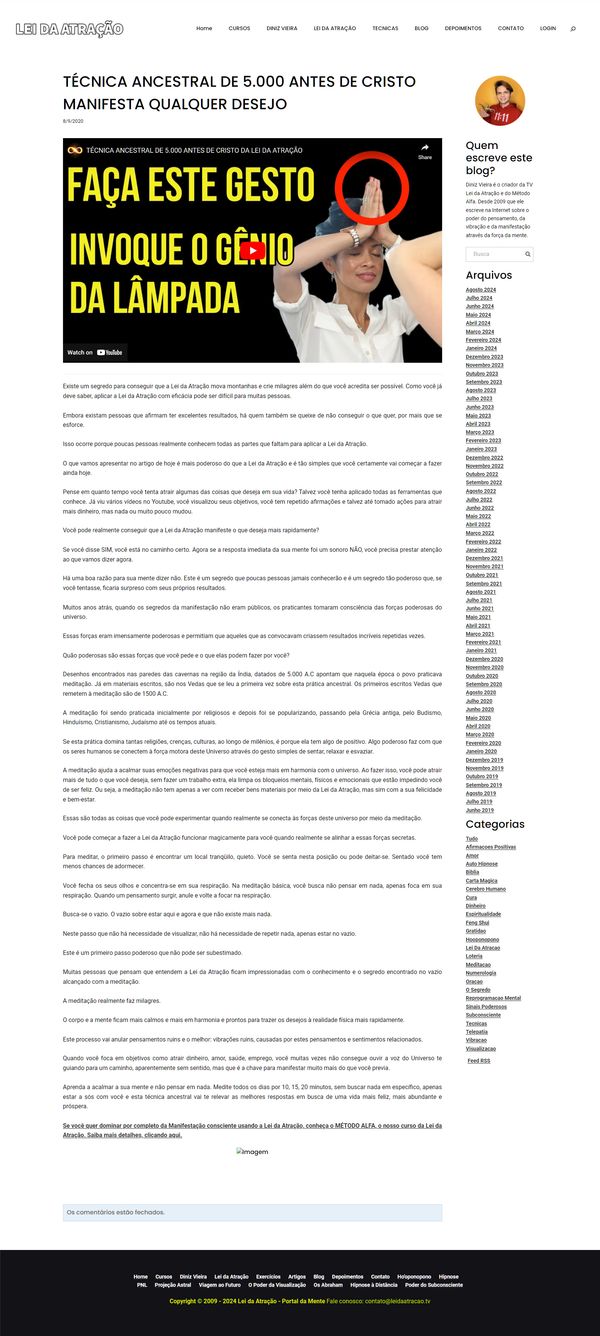 LEI DA ATRAÇÃO
Home CURSOS DINIZ VIEIRA LEI DA ATRAÇÃO TECNICAS BLOG DEPOIMENTOS CONTATO LOGIN
TÉCNICA ANCESTRAL DE 5.000 ANTES DE CRISTO
MANIFESTA QUALQUER DESEJO
8/9/2020
TÉCNICA ANCESTRAL DE 5.000 ANTES DE CRISTO DA LEI DA ATRAÇÃO
Share
FAÇA ESTE GESTO
INVOQUE O GÊNIO
DA LÂMPADA
Watch on YouTube
Existe um segredo para conseguir que a Lei da Atração mova montanhas e crie milagres além do que você acredita ser possível. Como você já
deve saber, aplicar a Lei da Atração com eficácia pode ser difícil para muitas pessoas.
Embora existam pessoas que afirmam ter excelentes resultados, há quem também se queixe de não conseguir o que quer, por mais que se
esforce.
Isso ocorre porque poucas pessoas realmente conhecem todas as partes que faltam para aplicar a Lei da Atração.
O que vamos apresentar no artigo de hoje é mais poderoso do que a Lei da Atração e é tão simples que você certamente vai começar a fazer
ainda hoje.
Pense em quanto tempo você tenta atrair algumas das coisas que deseja em sua vida? Talvez você tenha aplicado todas as ferramentas que
conhece. Já viu vários vídeos no Youtube, você visualizou seus objetivos, você tem repetido afirmações e talvez até tomado ações para atrair
mais dinheiro, mas nada ou muito pouco mudou.
Você pode realmente conseguir que a Lei da Atração manifeste o que deseja mais rapidamente?
Se você disse SIM, você está no caminho certo. Agora se a resposta imediata da sua mente foi um sonoro NÃO, você precisa prestar atenção
ao que vamos dizer agora.
Há uma boa razão para sua mente dizer não. Este é um segredo que poucas pessoas jamais conhecerão e é um segredo tão poderoso que, se
você tentasse, ficaria surpreso com seus próprios resultados.
Muitos anos atrás, quando os segredos da manifestação não eram públicos, os praticantes tomaram consciência das forças poderosas do
universo.
Essas forças eram imensamente poderosas e permitiam que aqueles que as convocavam criassem resultados incríveis repetidas vezes.
Quão poderosas são essas forças que você pede e o que elas podem fazer por você?
Desenhos encontrados nas paredes das cavernas na região da Índia, datados de 5.000 A.C apontam que naquela época o povo praticava
meditação. Já em materiais escritos, são nos Vedas que se leu a primeira vez sobre esta prática ancestral. Os primeiros escritos Vedas que
remetem à meditação são de 1500 A.C.
A meditação foi sendo praticada inicialmente por religiosos e depois foi se popularizando, passando pela Grécia antiga, pelo Budismo,
Hinduísmo, Cristianismo, Judaísmo até os tempos atuais.
Se esta prática domina tantas religiões, crenças, culturas, ao longo de milênios, é porque ela tem algo de positivo. Algo poderoso faz com que
os seres humanos se conectem à força motora deste Universo através do gesto simples de sentar, relaxar e esvaziar.
A meditação ajuda a acalmar suas emoções negativas para que você esteja mais em harmonia com o universo. Ao fazer isso, você pode atrair
mais de tudo o que você deseja, sem fazer um trabalho extra, ela limpa os bloqueios mentais, físicos e emocionais que estão impedindo você
de ser feliz. Ou seja, a meditação não tem apenas a ver com receber bens materiais por meio da Lei da Atração, mas sim com a sua felicidade
e bem-estar.
Essas são todas as coisas que você pode experimentar quando realmente se conecta às forças deste universo por meio da meditação.
Você pode começar a fazer a Lei da Atração funcionar magicamente para você quando realmente se alinhar a essas forças secretas.
Para meditar, o primeiro passo é encontrar um local tranqüilo, quieto. Você se senta nesta posição ou pode deitar-se. Sentado você tem
menos chances de adormecer.
Você fecha os seus olhos e concentra-se em sua respiração. Na meditação básica, você busca não pensar em nada, apenas foca em sua
respiração. Quando um pensamento surgir, anule e volte a focar na respiração.
Busca-se o vazio. O vazio sobre estar aqui e agora e que não existe mais nada.
Neste passo que não há necessidade de visualizar, não há necessidade de repetir nada, apenas estar no vazio.
Este é um primeiro passo poderoso que não pode ser subestimado.
Muitas pessoas que pensam que entendem a Lei da Atração ficam impressionadas com o conhecimento e o segredo encontrado no vazio
alcançado com a meditação.
A meditação realmente faz milagres.
O corpo e a mente ficam mais calmos e mais em harmonia e prontos para trazer os desejos à realidade física mais rapidamente.
Este processo vai anular pensamentos ruins e o melhor: vibrações ruins, causadas por estes pensamentos e sentimentos relacionados.
Quando você foca em objetivos como atrair dinheiro, amor, saúde, emprego, você muitas vezes não consegue ouvir a voz do Universo te
guiando para um caminho, aparentemente sem sentido, mas que é a chave para manifestar muito mais do que você previa.
Aprenda a acalmar a sua mente e não pensar em nada. Medite todos os dias por 10, 15, 20 minutos, sem buscar nada em específico, apenas
estar a sós com você e esta técnica ancestral vai te relevar as melhores respostas em busca de uma vida mais feliz, mais abundante e
próspera.
Se você quer dominar por completo da Manifestação consciente usando a Lei da Atração, conheça o MÉTODO ALFA, o nosso curso da Lei da
Atração. Saiba mais detalhes, clicando aqui.
Imagem
Os comentários estão fechados.
Quem
escreve este
blog?
Diniz Vieira é o criador da TV
Lei da Atração e do Método
Alfa. Desde 2009 que ele
escreve na Internet sobre o
poder do pensamento, da
vibração e da manifestação
através da força da mente.
Busca
Arquivos
Agosto 2024
Julho 2024
Junho 2024
Maio 2024
Abril 2024
Março 2024
Fevereiro 2024
Janeiro 2024
Dezembro 2023
Novembro 2023
Outubro 2023
Setembro 2023
Agosto 2023
Julho 2023
Junho 2023
Maio 2023
Abril 2023
Março 2023
Fevereiro 2023
Janeiro 2023
Dezembro 2022
Novembro 2022
Outubro 2022
Setembro 2022
Agosto 2022
Julho 2022
Junho 2022
Maio 2022
Abril 2022
Março 2022
Fevereiro 2022
Janeiro 2022
Dezembro 2021
Novembro 2021
Outubro 2021
Setembro 2021
Agosto 2021
Julho 2021
Junho 2021
Maio 2021
Abril 2021
Março 2021
Fevereiro 2021
Janeiro 2021
Dezembro 2020
Novembro 2020
Outubro 2020
Setembro 2020
Agosto 2020
Julho 2020
Junho 2020
Maio 2020
Abril 2020
Março 2020
Fevereiro 2020
Janeiro 2020
Dezembro 2019
Novembro 2019
Outubro 2019
Setembro 2019
Agosto 2019
Julho 2019
Junho 2019
Categorias
Tudo
Afirmacoes Positivas
Amor
Auto Hipnose
Biblia
Carta Magica
Cerebro Humano
Cura
Dinheiro
Espiritualidade
Feng Shui
Gratidao
Hooponopono
Lei Da Atracao
Loteria
Meditacao
Numerologia
Oracao
O Segredo
Reprogramacao Mental
Sinais Poderosos
Subconsciente
Tecnicas
Telepatia
Vibracao
Visualizacao
Feed RSS
Home Cursos Diniz Vieira Lei da Atração Exercícios Artigos Blog Depoimentos Contato Ho'oponopono Hipnose
PNL Projeção Astral Viagem ao Futuro O Poder da Visualização Os Abraham Hipnose à Distância Poder do Subconsciente
Copyright © 2009 - 2024 Lei da Atração - Portal da Mente Fale conosco: contato@leidaatracao.tv